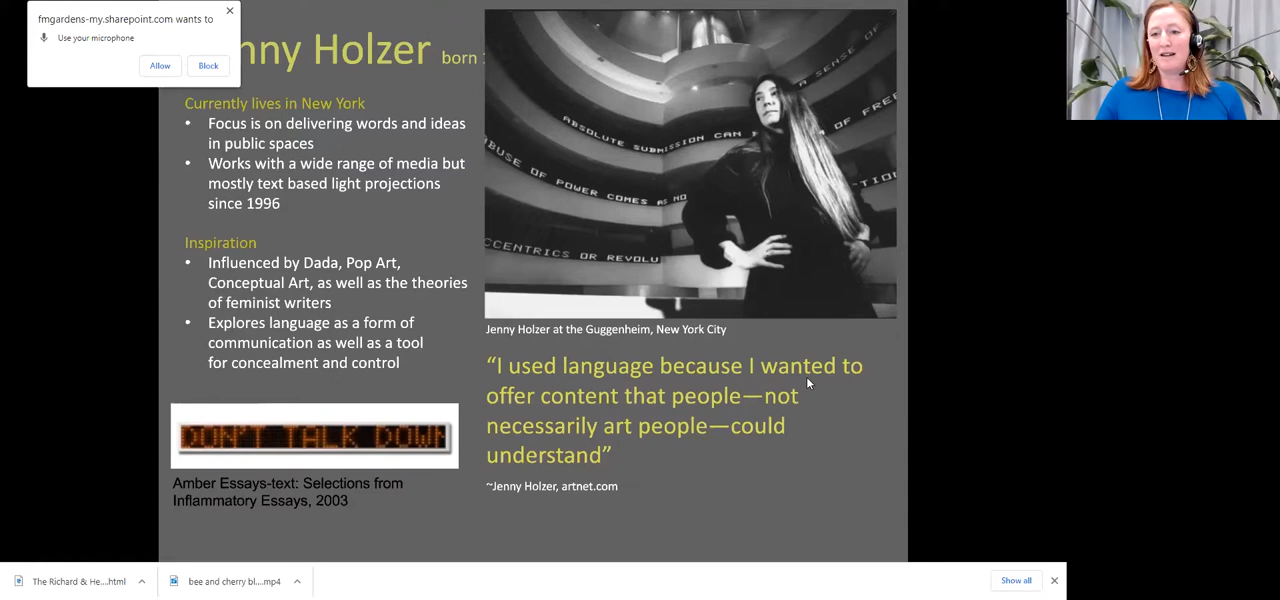 fmgardens-my.sharepoint.com wants to
Use your microphone
Allow
Block
nny Holzer born
Currently lives in New York
• Focus is on delivering words and ideas
in public spaces
• Works with a wide range of media but
mostly text based light projections
since 1996
Inspiration
• Influenced by Dada, Pop Art,
Conceptual Art, as well as the theories
of feminist writers
• Explores language as a form of
communication as well as a tool
for concealment and control
DON'T TALK DOWN
Amber Essays-text: Selections from
Inflammatory Essays, 2003
A SENSE OF
ABSOLUTE SUBMISSION CAN
OF FREE
BUSE OF POWER COMES AS NO
CCENTRICS OR REVOLU
Jenny Holzer at the Guggenheim, New York City
“I used language because I wanted to
offer content that people—not
necessarily art people—could
understand”
~Jenny Holzer, artnet.com
The Richard & He....html
bee and cherry bl....mp4
Show all